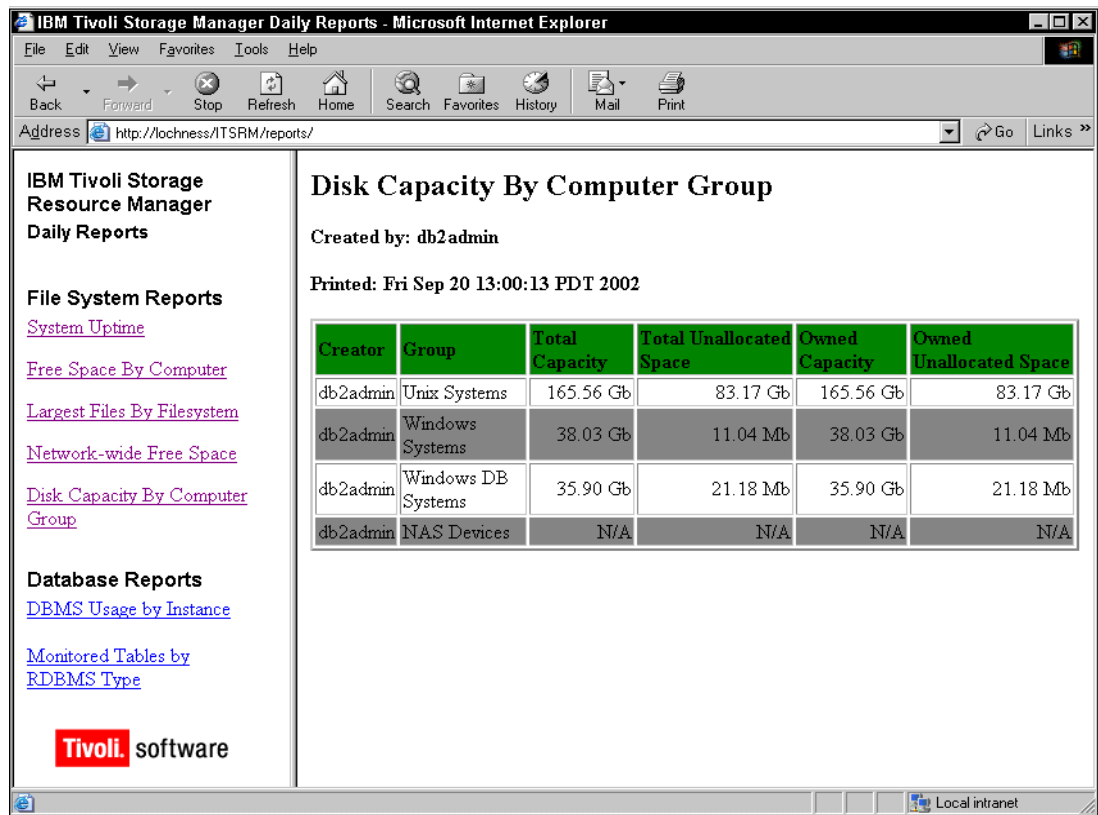 IBM Tivoli Storage Manager Daily Reports - Microsoft Internet Explorer
File Edit View Favorites Tools Help
Back Forward Stop Refresh Home Search Favorites History Mail Print
Address http://lochness/ITSRM/reports/ Go Links »
IBM Tivoli Storage
Resource Manager
Daily Reports
File System Reports
System Uptime
Free Space By Computer
Largest Files By Filesystem
Network-wide Free Space
Disk Capacity By Computer
Group
Database Reports
DBMS Usage by Instance
Monitored Tables by
RDBMS Type
Tivoli. software
Disk Capacity By Computer Group
Created by: db2admin
Printed: Fri Sep 20 13:00:13 PDT 2002
Creator Group Total Capacity Total Unallocated Space Owned Capacity Owned Unallocated Space
db2admin Unix Systems 165.56 Gb 83.17 Gb 165.56 Gb 83.17 Gb
db2admin Windows Systems 38.03 Gb 11.04 Mb 38.03 Gb 11.04 Mb
db2admin Windows DB Systems 35.90 Gb 21.18 Mb 35.90 Gb 21.18 Mb
db2admin NAS Devices N/A N/A N/A N/A
Local intranet